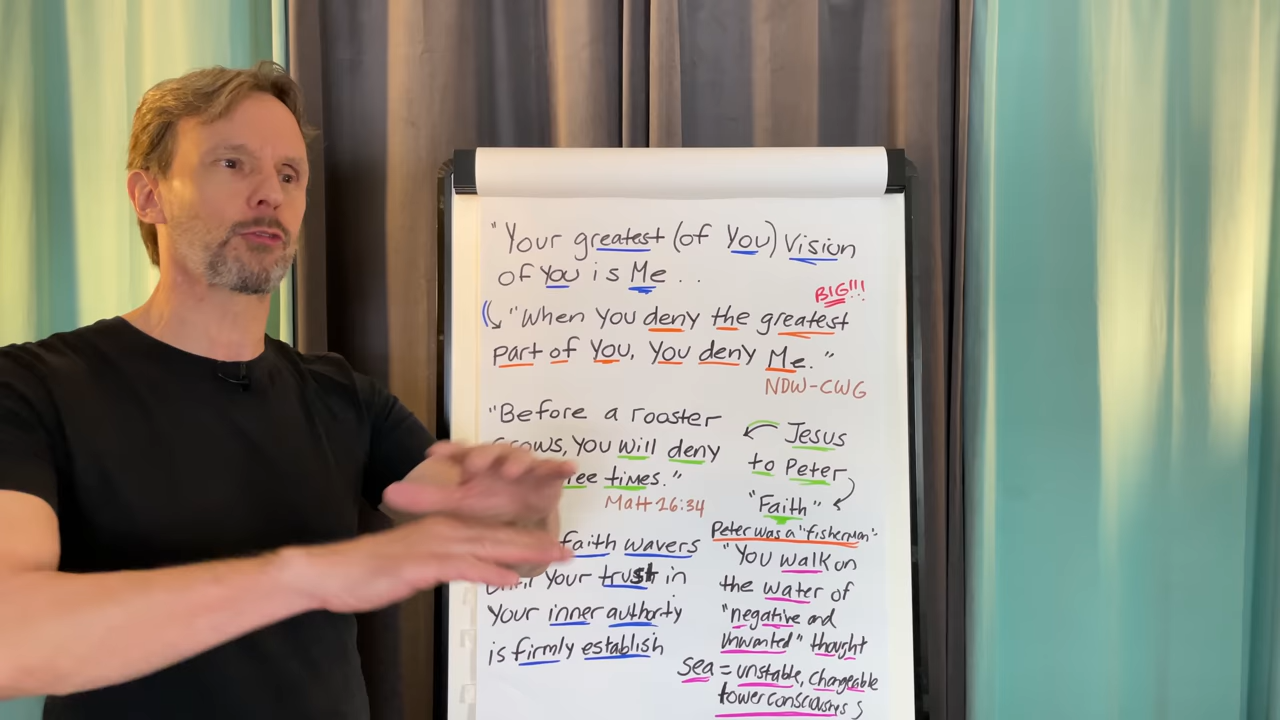 "Your greatest (of You) Vision
of You is Me . .
BIG!!!
"When you deny the greatest
part of You, You deny Me."
NDW-CWG
"Before a rooster
crows, you will deny
three times."
Matt 26:34
Jesus
to Peter
"Faith"
faith wavers
until your trust in
your inner authority
is firmly establish
Peter was a "fisherman"
"You walk on
the water of
"negative and
unwanted" thought
sea = unstable, changeable
lower consciousness